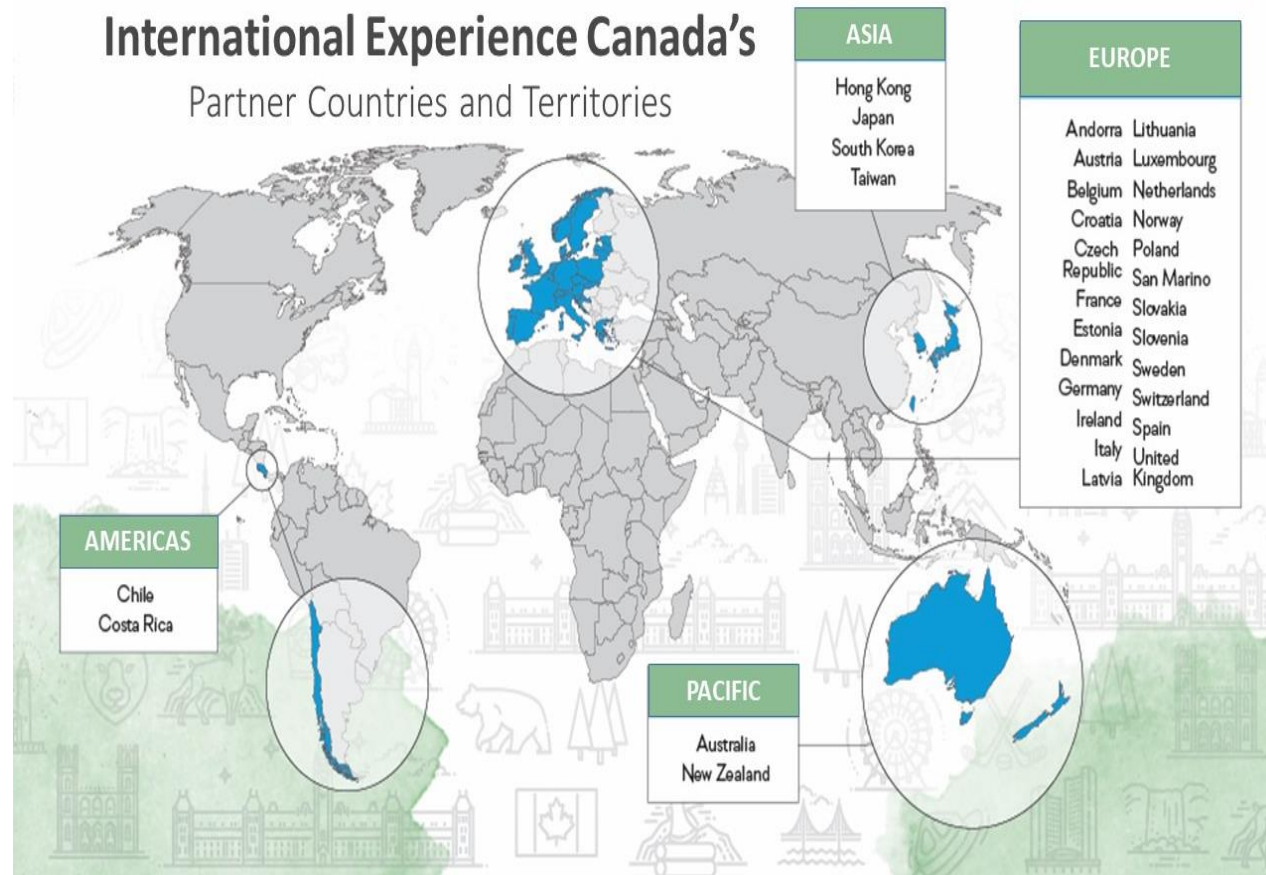 International Experience Canada's
Partner Countries and Territories
ASIA
Hong Kong
Japan
South Korea
Taiwan
EUROPE
Andorra
Austria
Belgium
Croatia
Czech
Republic
France
Estonia
Denmark
Germany
Ireland
Italy
Latvia
Lithuania
Luxembourg
Netherlands
Norway
Poland
San Marino
Slovakia
Slovenia
Sweden
Switzerland
Spain
United
Kingdom
AMERICAS
Chile
Costa Rica
PACIFIC
Australia
New Zealand